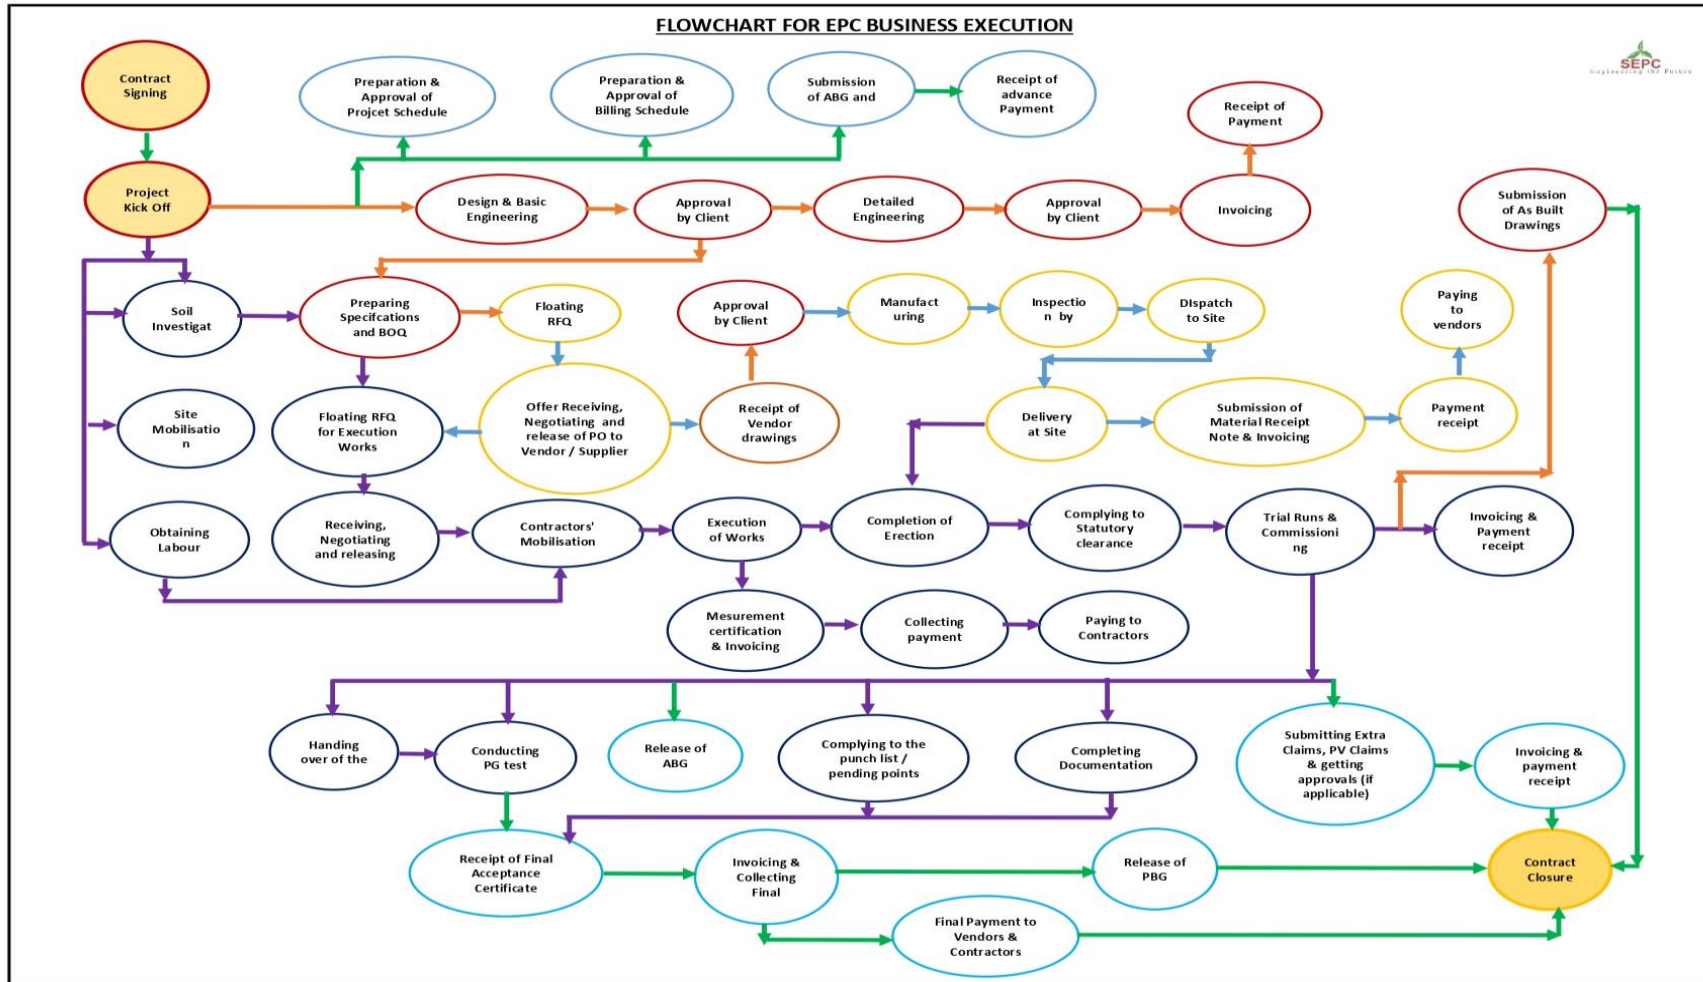 FLOWCHART FOR EPC BUSINESS EXECUTION
SEPC
Engineering the Future
Contract
Signing
Preparation &
Approval of
Projcet Schedule
Preparation &
Approval of
Billing Schedule
Submission
of ABG and
Receipt of
advance
Payment
Receipt of
Payment
Project
Kick Off
Design & Basic
Engineering
Approval
by Client
Detailed
Engineering
Approval
by Client
Invoicing
Submission
of As Built
Drawings
Soil
Investigat
Preparing
Specifcations
and BOQ
Floating
RFQ
Approval
by Client
Manufact
uring
Inspectio
n by
DIspatch
to Site
Paying
to
vendors
Site
Mobilisatio
n
Floating RFQ
for Execution
Works
Offer Receiving,
Negotiating and
release of PO to
Vendor / Supplier
Receipt of
Vendor
drawings
Delivery
at Site
Submission of
Material Receipt
Note & Invoicing
Payment
receipt
Obtaining
Labour
Receiving,
Negotiating
and releasing
Contractors'
Mobilisation
Execution
of Works
Completion of
Erection
Complying to
Statutory
clearance
Trial Runs &
Commissioni
ng
Invoicing &
Payment
receipt
Mesurement
certification
& Invoicing
Collecting
payment
Paying to
Contractors
Handing
over of the
Conducting
PG test
Release of
ABG
Complying to the
punch list /
pending points
Completing
Documentation
Submitting Extra
Claims, PV Claims
& getting
approvals (if
applicable)
Invoicing &
payment
receipt
Receipt of Final
Acceptance
Certificate
Invoicing &
Collecting
Final
Release of
PBG
Contract
Closure
Final Payment to
Vendors &
Contractors